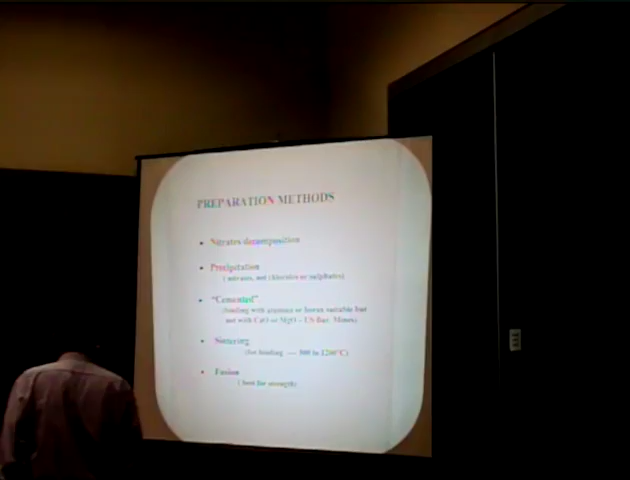 PREPARATION METHODS
• Nitrates decomposition
• Precipitation
( nitrates, not chlorides or sulphates)
• "Cemented"
(binding with alumina or borax suitable but
not with CaO or MgO – US Bur. Mines)
• Sintering
(for binding — 800 to 1200°C)
• Fusion
( best for strength)